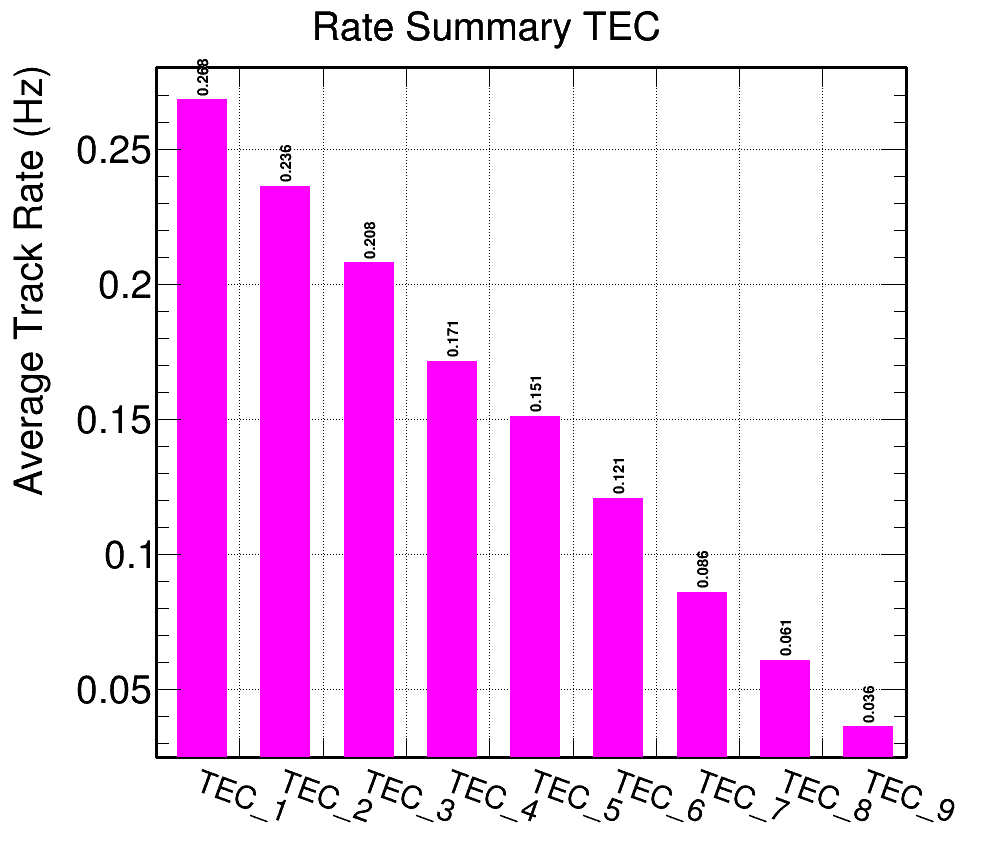 Rate Summary TEC
Average Track Rate (Hz)
0.25
0.2
0.15
0.1
0.05
0.268
0.236
0.208
0.171
0.151
0.121
0.086
0.061
0.036
TEC_1
TEC_2
TEC_3
TEC_4
TEC_5
TEC_6
TEC_7
TEC_8
TEC_9